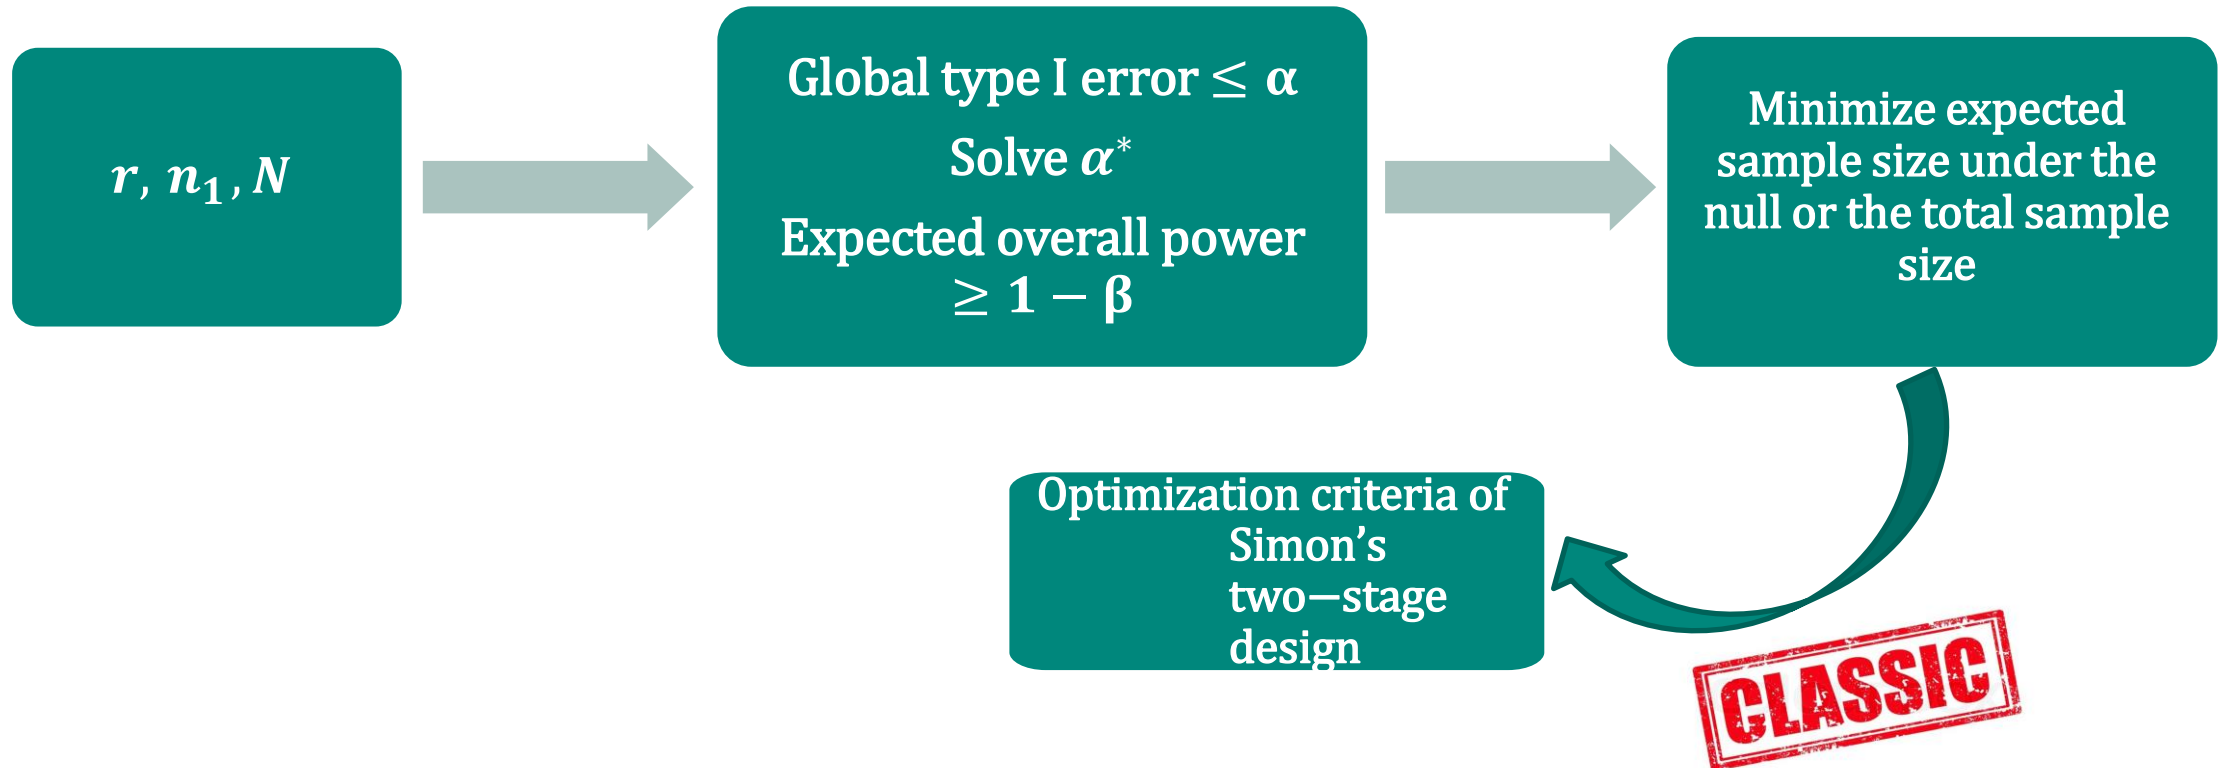 r, n₁, N
Global type I error ≤ α
Solve α*
Expected overall power
≥ 1 − β
Minimize expected
sample size under the
null or the total sample
size
Optimization criteria of
Simon’s
two−stage
design
CLASSIC